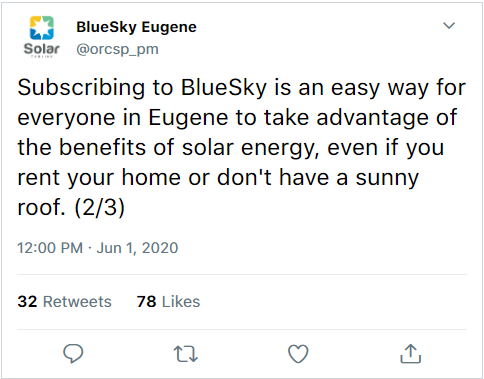 BlueSky Eugene
Solar
@orcsp_pm
Subscribing to BlueSky is an easy way for
everyone in Eugene to take advantage of
the benefits of solar energy, even if you
rent your home or don't have a sunny
roof. (2/3)
12:00 PM · Jun 1, 2020
32 Retweets 78 Likes